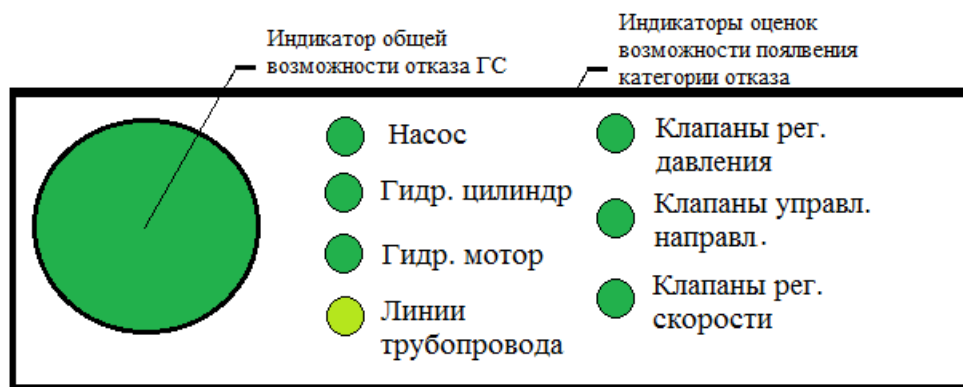 Индикатор общей
возможности отказа ГС
Индикаторы оценок
возможности поялвения
категории отказа
Насос
Гидр. цилиндр
Гидр. мотор
Линии
трубопровода
Клапаны рег.
давления
Клапаны управл.
направл.
Клапаны рег.
скорости